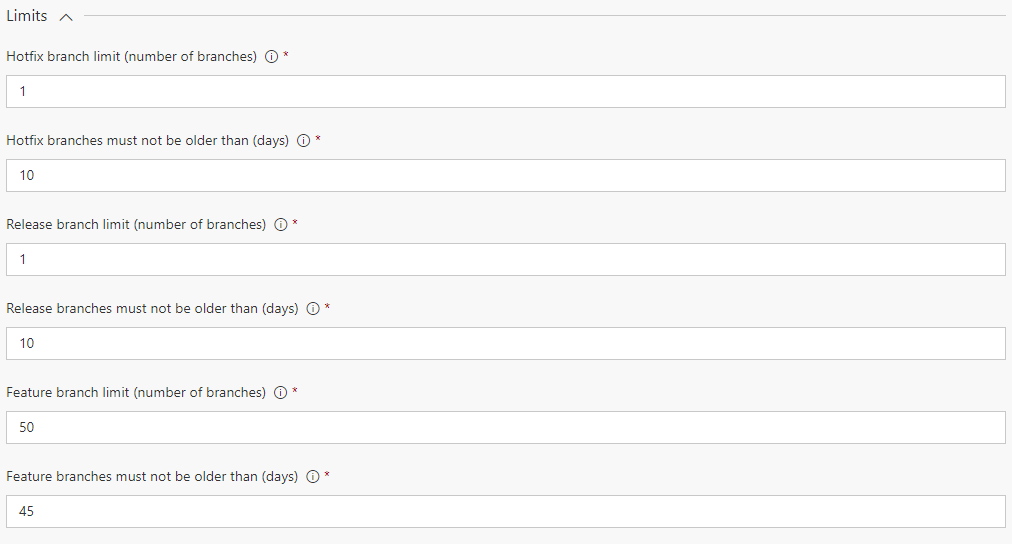 Limits
Hotfix branch limit (number of branches) *
1
Hotfix branches must not be older than (days) *
10
Release branch limit (number of branches) *
1
Release branches must not be older than (days) *
10
Feature branch limit (number of branches) *
50
Feature branches must not be older than (days) *
45